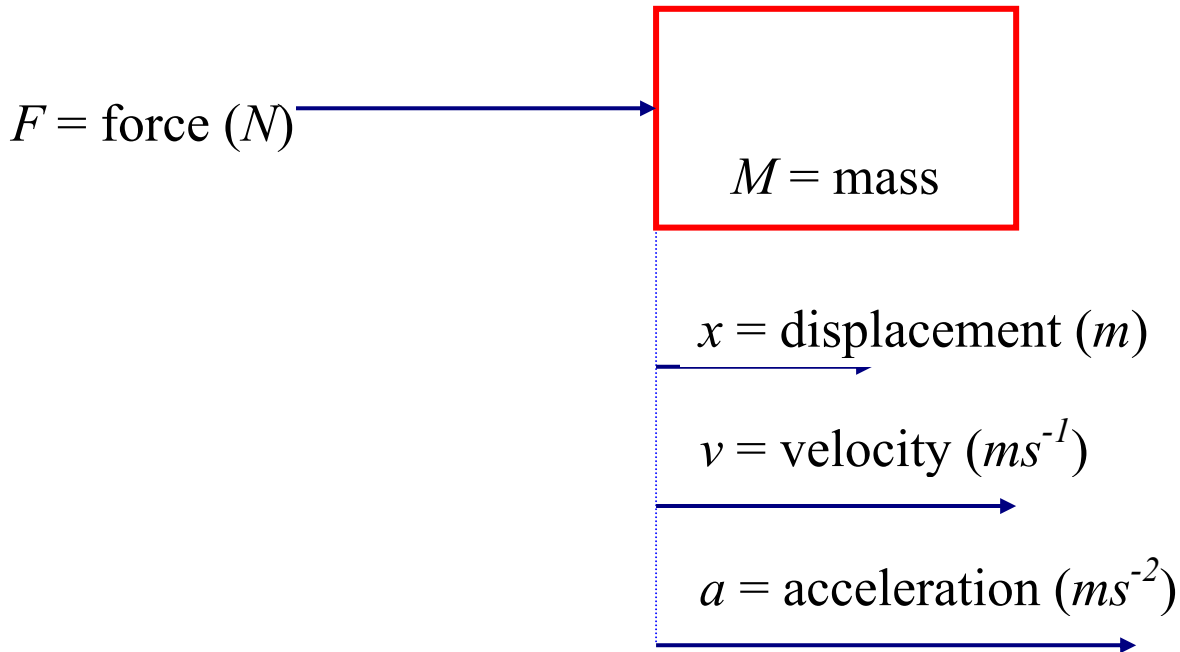 F = force (N)
M = mass
x = displacement (m)
v = velocity (ms⁻¹)
a = acceleration (ms⁻²)